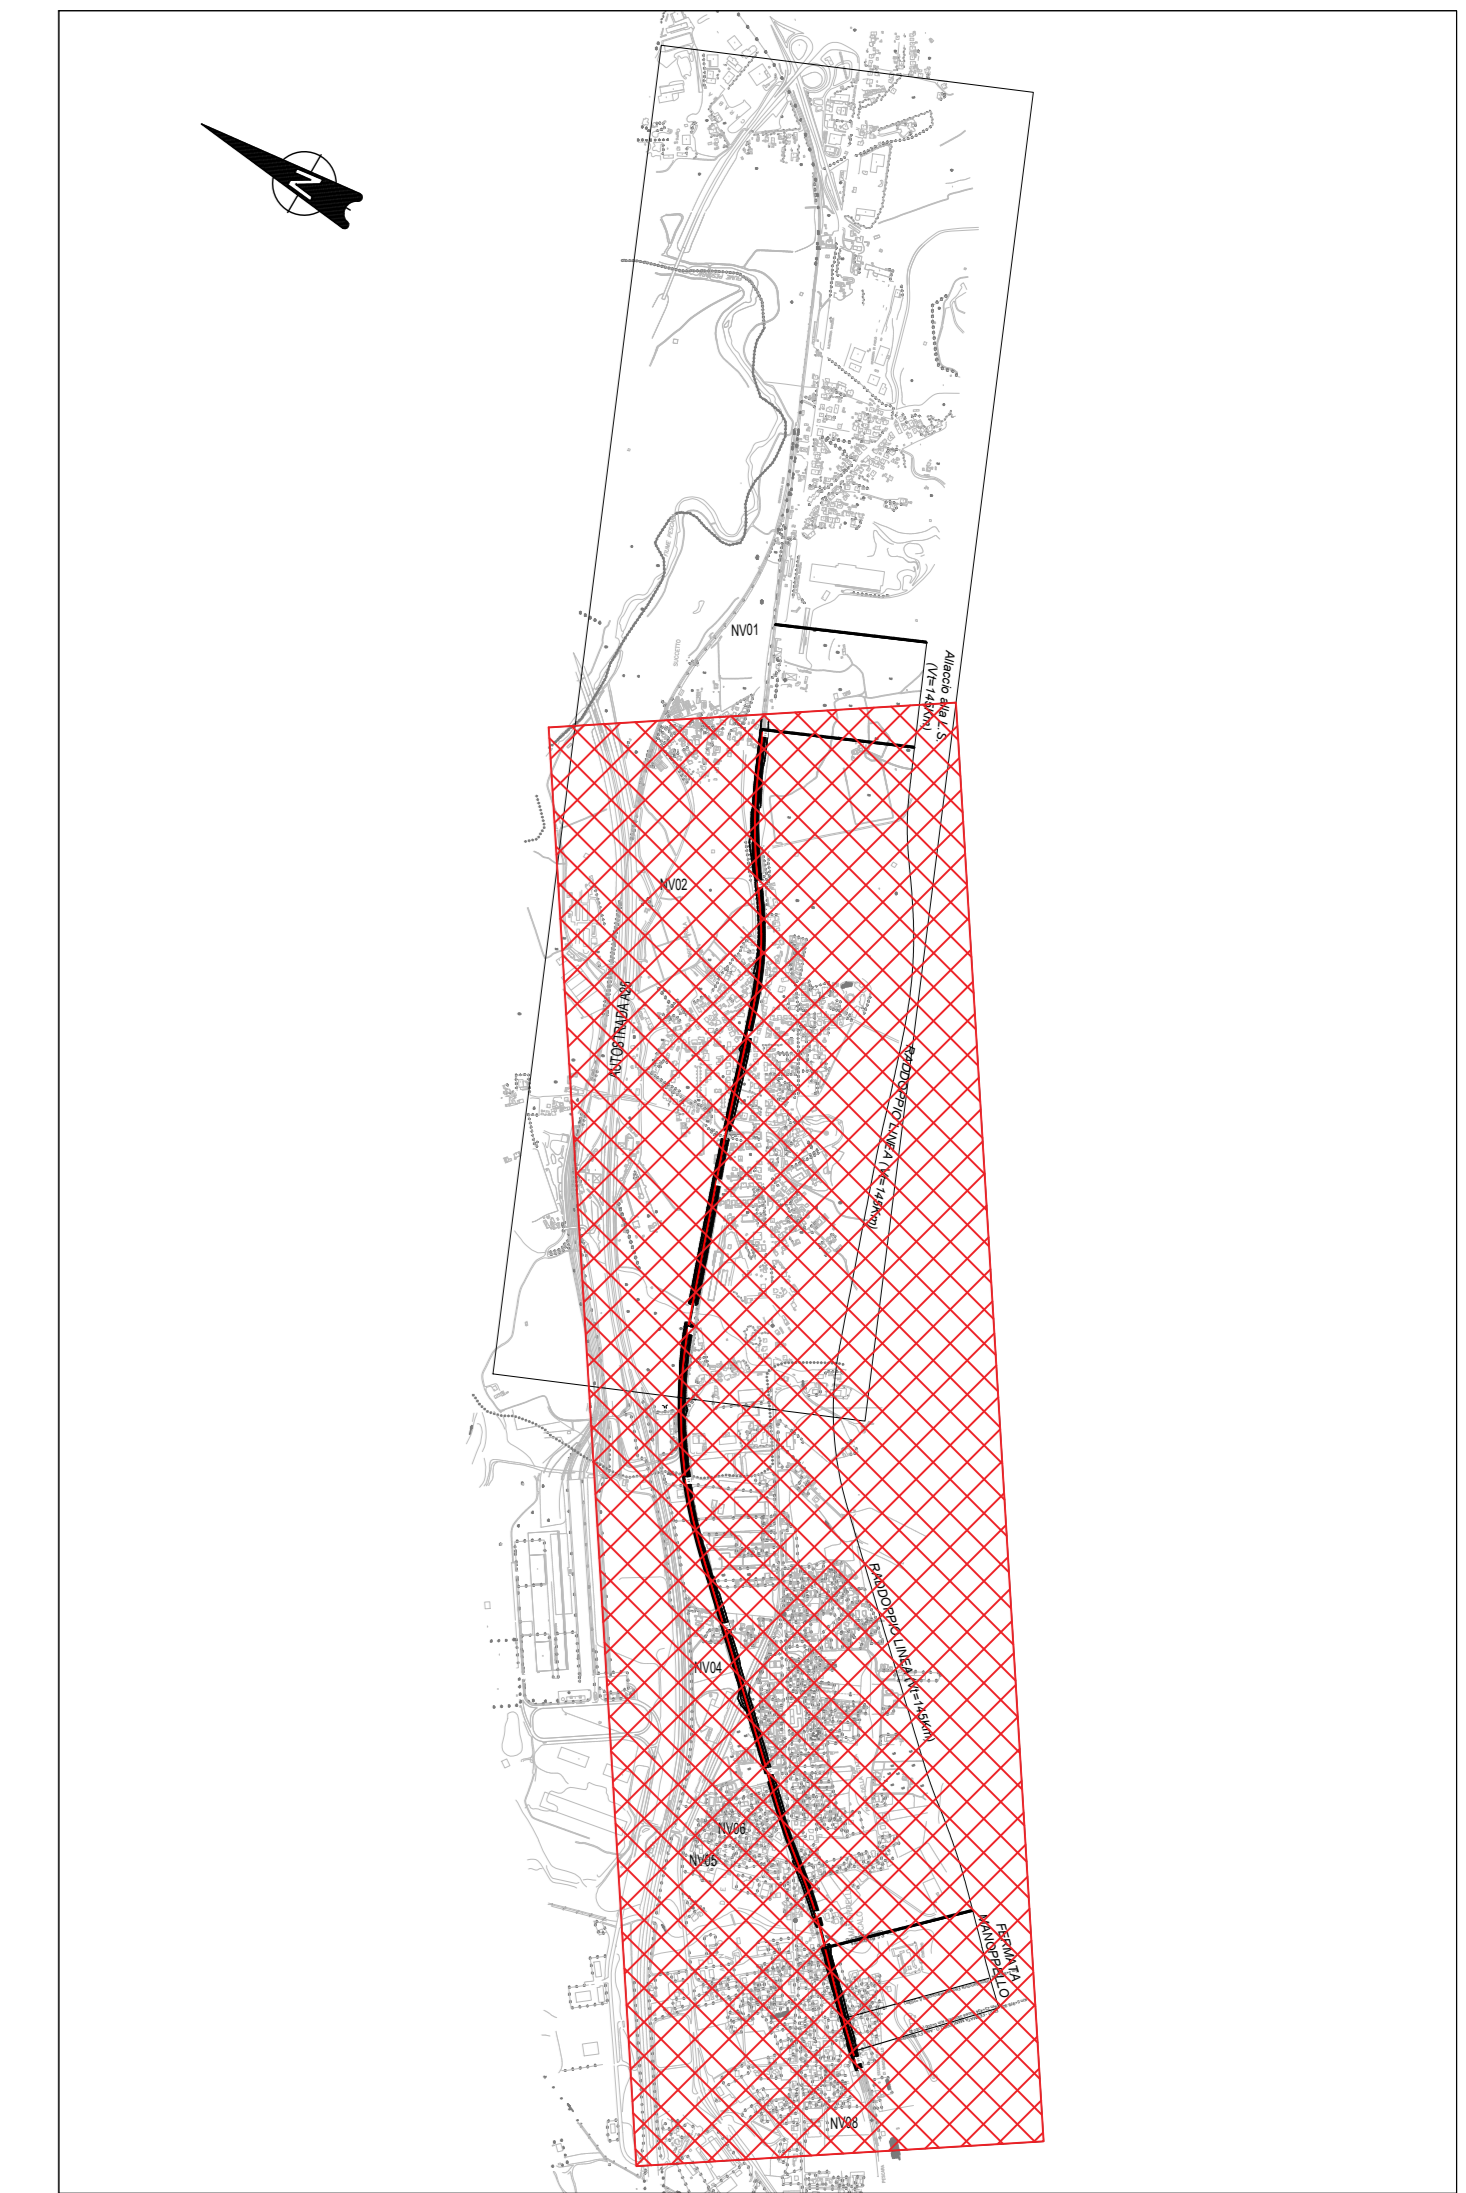 N
NV01
Allaccio alla L.S.
(Vt=145Km)
NV02
AUTOSTRADA A25
RADDOPPIO LINEA (Vt=145Km)
RADDOPPIO LINEA (Vt=145Km)
NV04
NV06
NV05
FERMATA
MANOPPELLO
NV08